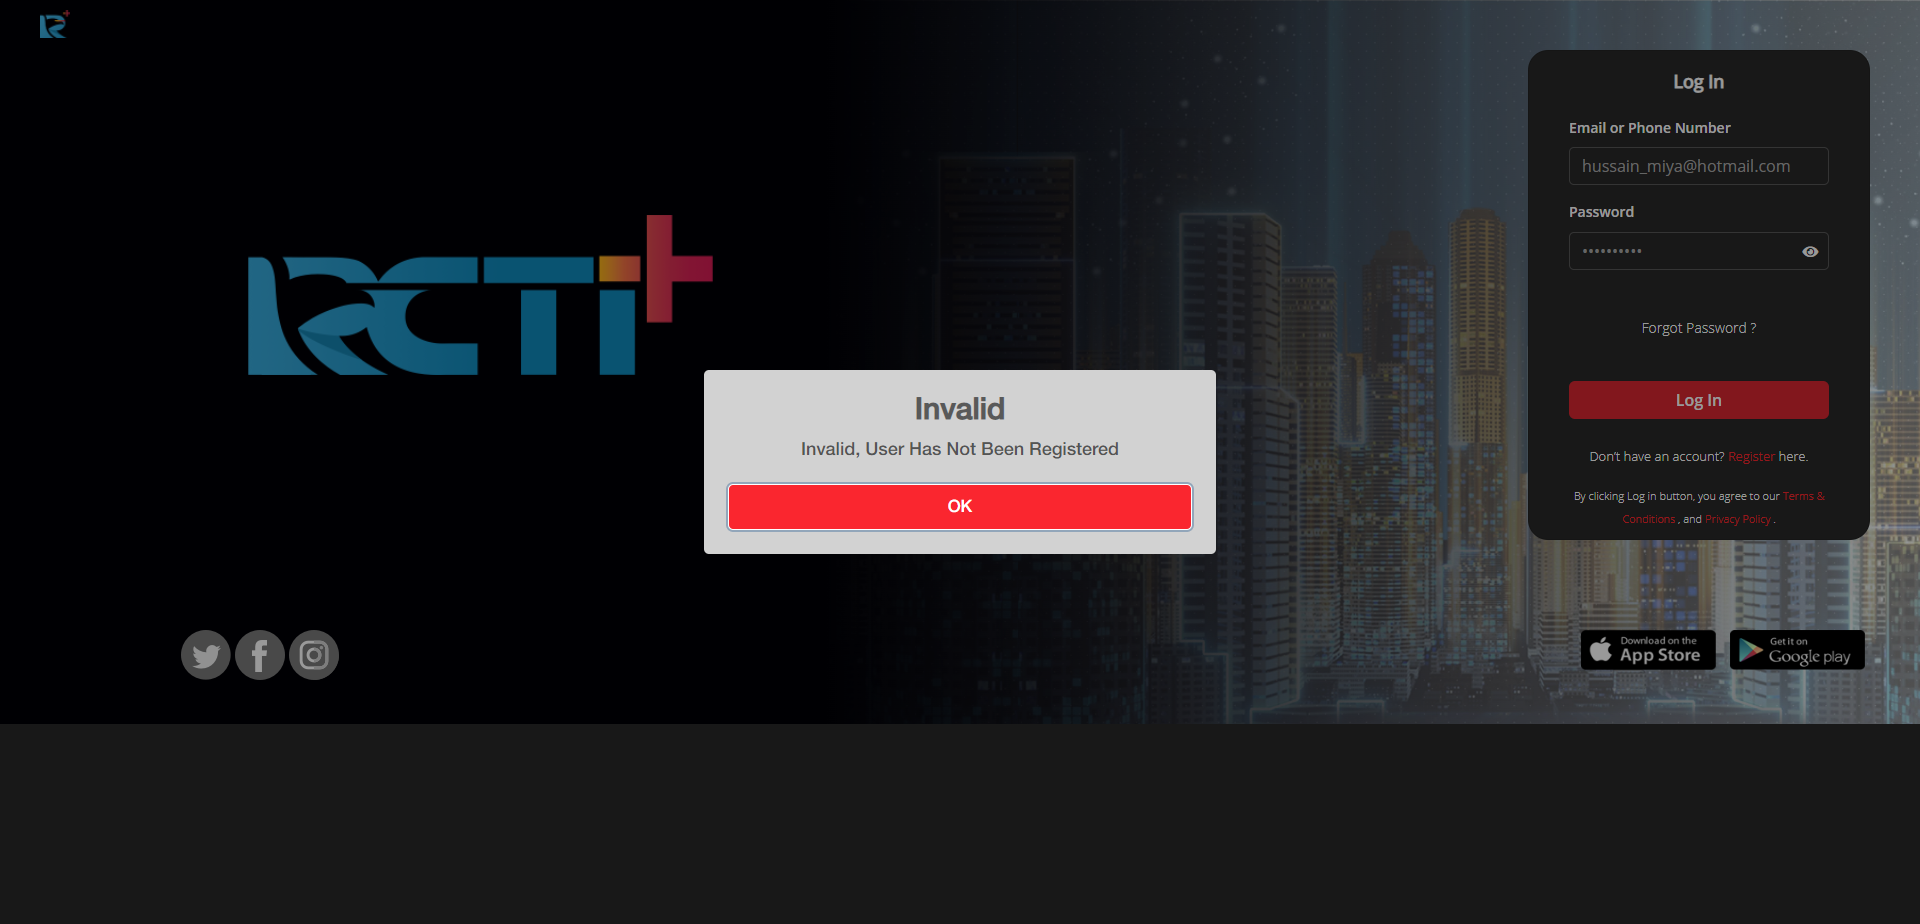 RCTI+
Log In
Email or Phone Number
hussain_miya@hotmail.com
Password
••••••••••
Forgot Password ?
Log In
Don't have an account? Register here.
By clicking Log in button, you agree to our Terms &
Conditions , and Privacy Policy .
Invalid
Invalid, User Has Not Been Registered
OK
Download on the
App Store
Get it on
Google play